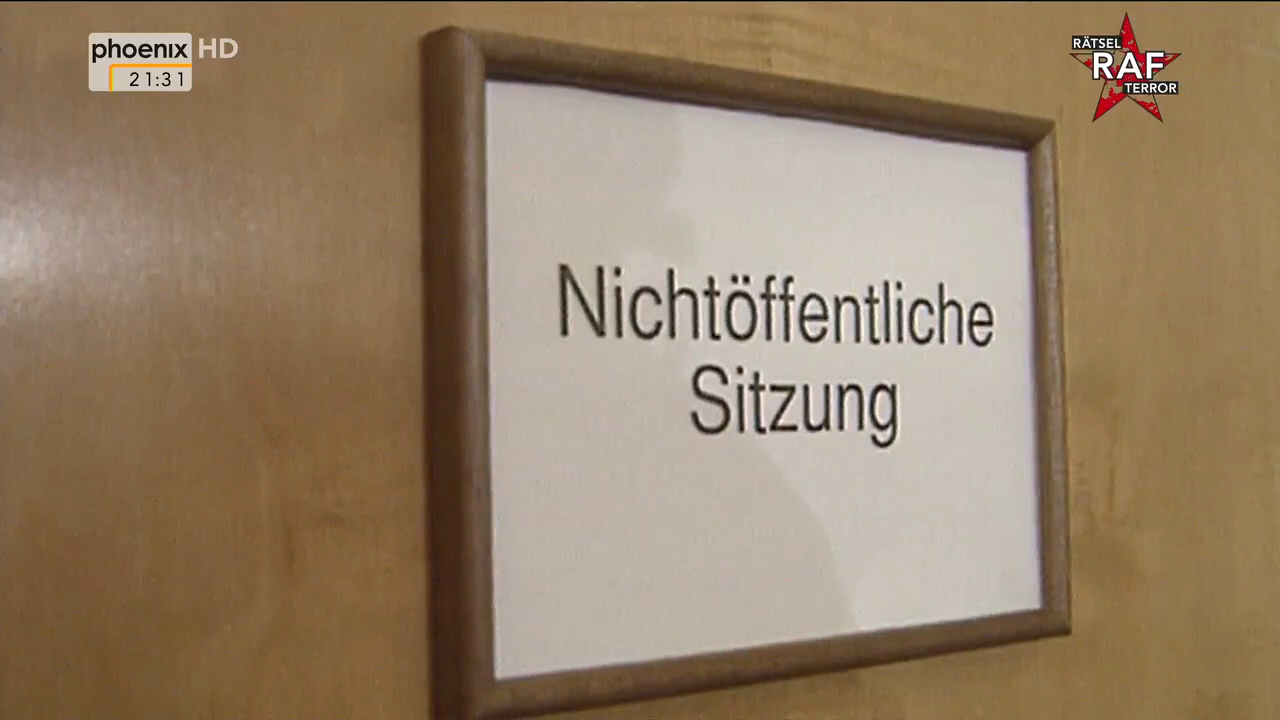 phoenix HD
21:31
RÄTSEL
RAF
TERROR
Nichtöffentliche
Sitzung